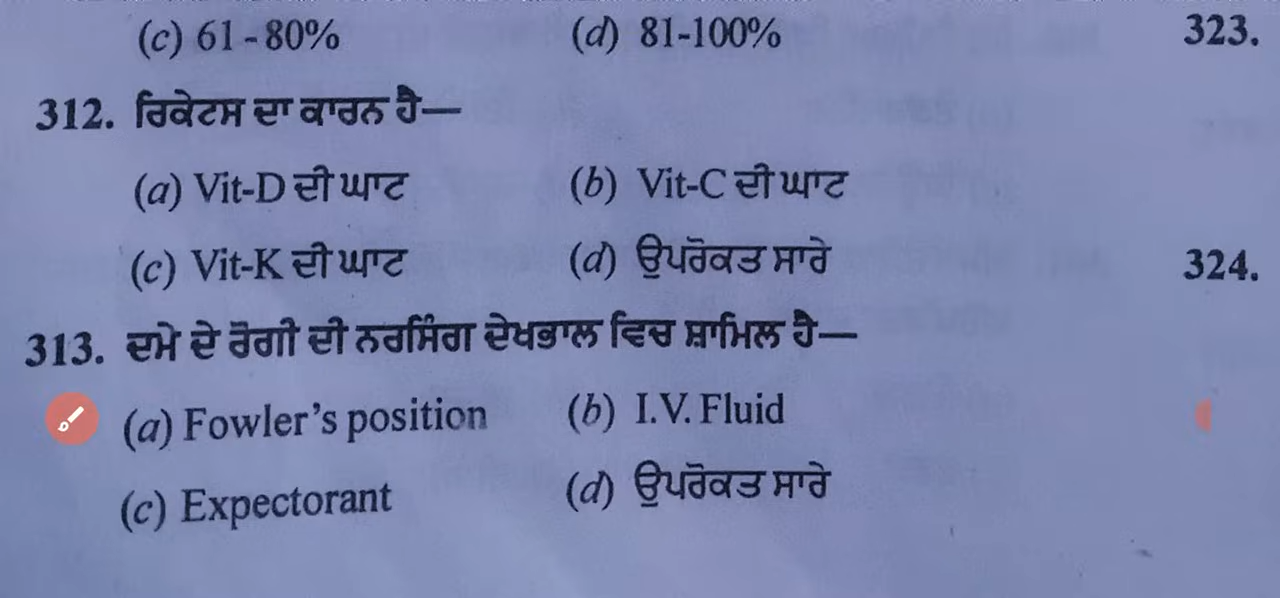 (c) 61-80% (d) 81-100%
323.
312. ਰਿਕੇਟਸ ਦਾ ਕਾਰਨ ਹੈ—
(a) Vit-D ਦੀ ਘਾਟ (b) Vit-C ਦੀ ਘਾਟ
(c) Vit-K ਦੀ ਘਾਟ (d) ਉਪਰੋਕਤ ਸਾਰੇ
324.
313. ਦਮੇ ਦੇ ਰੋਗੀ ਦੀ ਨਰਸਿੰਗ ਦੇਖਭਾਲ ਵਿਚ ਸ਼ਾਮਿਲ ਹੈ—
(a) Fowler's position (b) I.V. Fluid
(c) Expectorant (d) ਉਪਰੋਕਤ ਸਾਰੇ